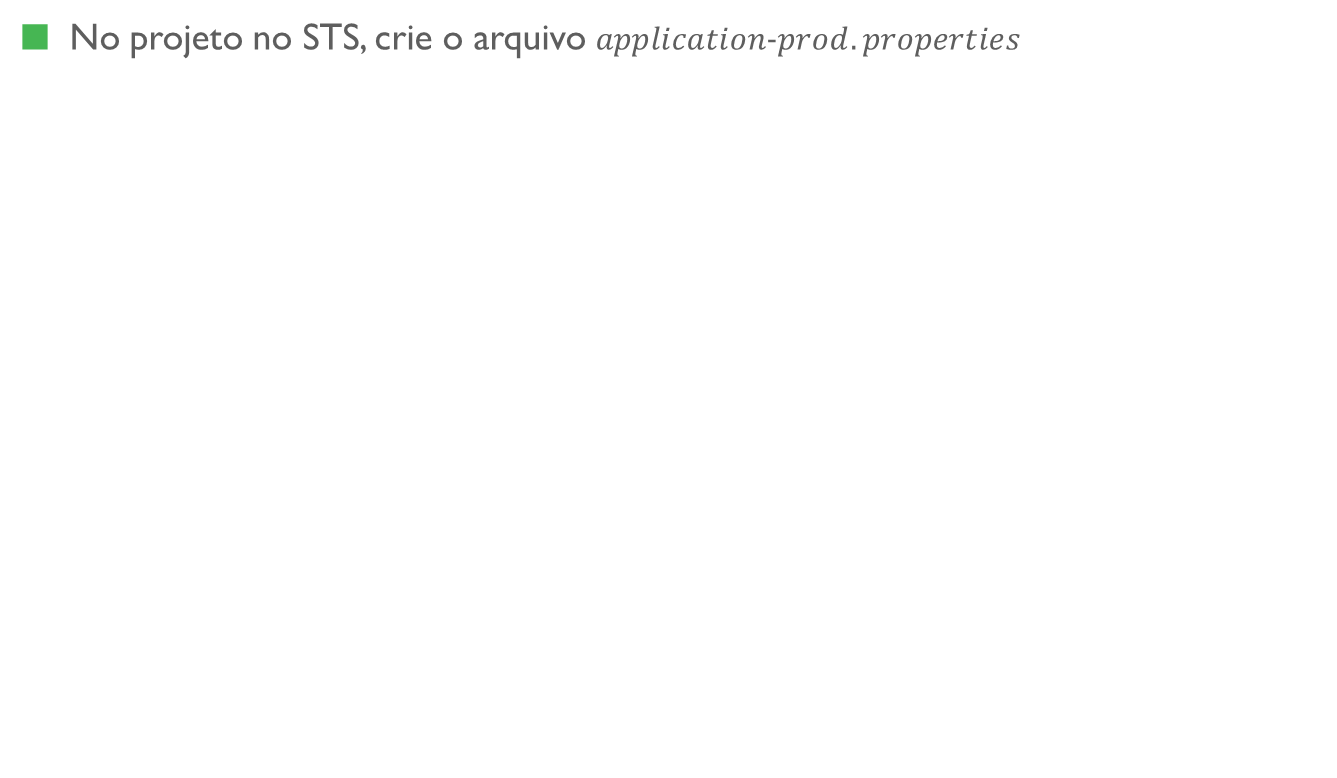 No projeto no STS, crie o arquivo application-prod.properties